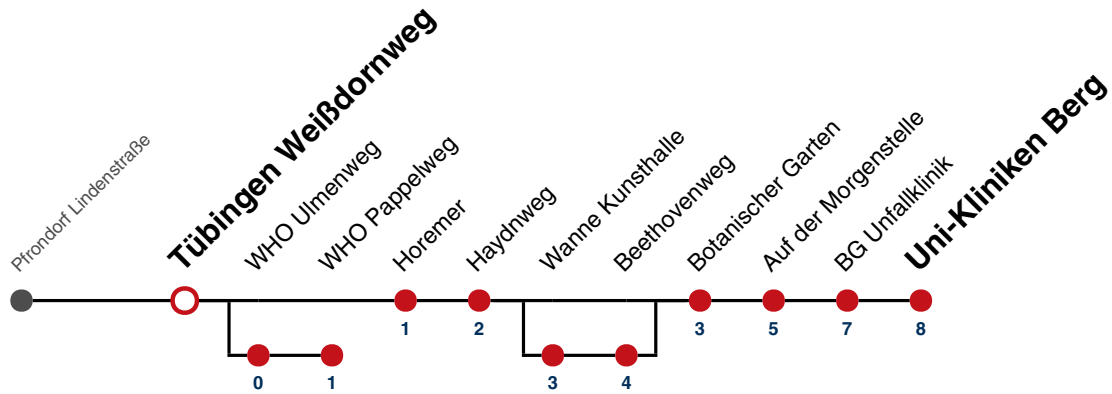 Pfrondorf Lindenstraße
Tübingen Weißdornweg
WHO Ulmenweg
WHO Pappelweg
Horemer
Haydnweg
Wanne Kunsthalle
Beethovenweg
Botanischer Garten
Auf der Morgenstelle
BG Unfallklinik
Uni-Kliniken Berg
1 2 3 5 7 8
0 1 3 4